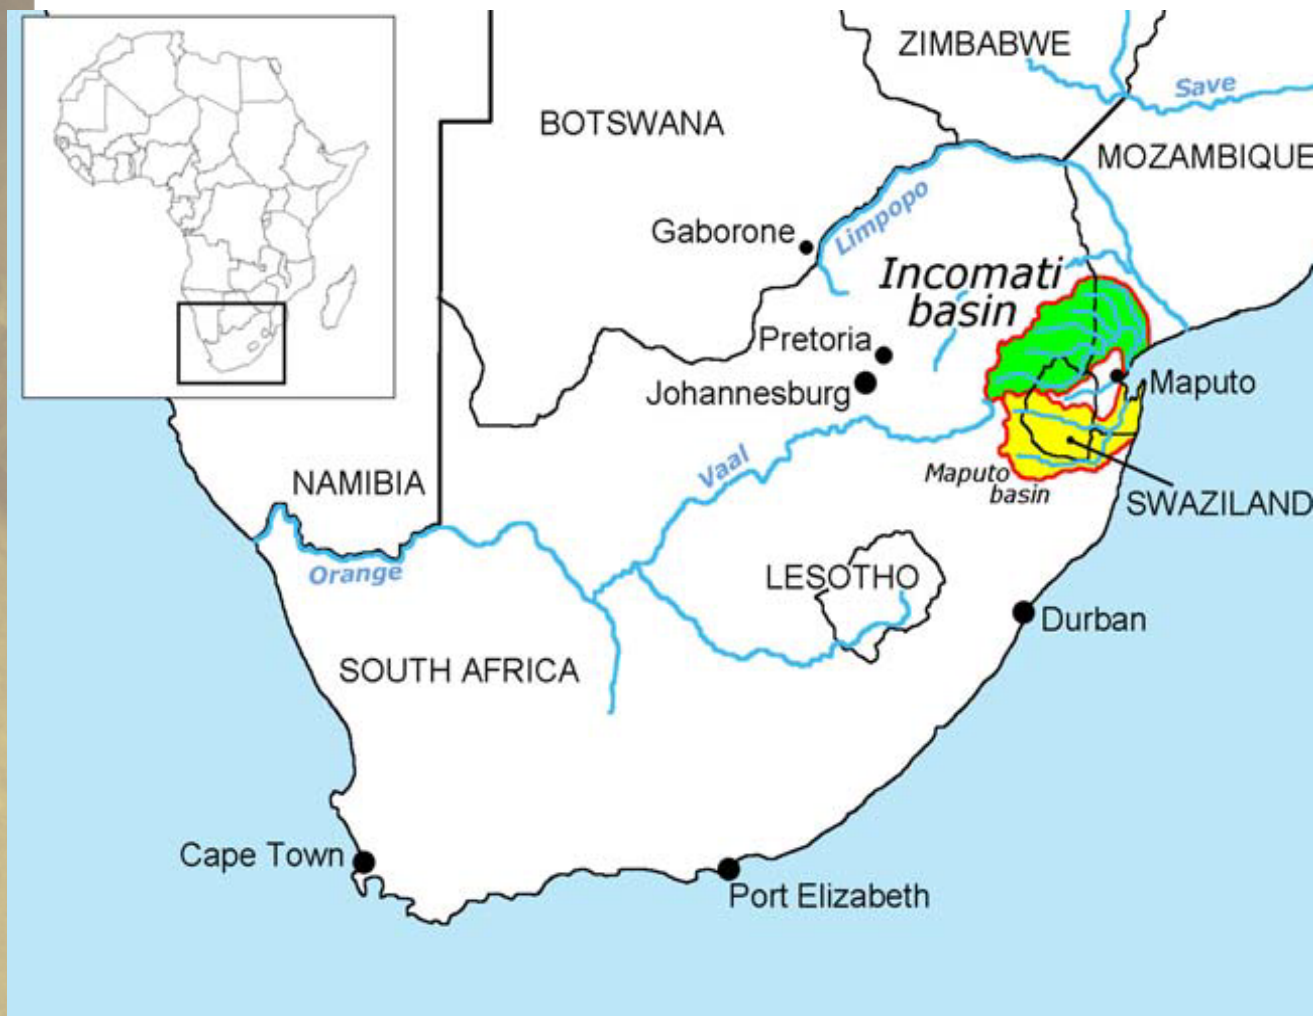 ZIMBABWE
Save
BOTSWANA
MOZAMBIQUE
Limpopo
Gaborone
Incomati
basin
Pretoria
Johannesburg
Maputo
Vaal
Maputo
basin
NAMIBIA
SWAZILAND
Orange
LESOTHO
Durban
SOUTH AFRICA
Cape Town
Port Elizabeth